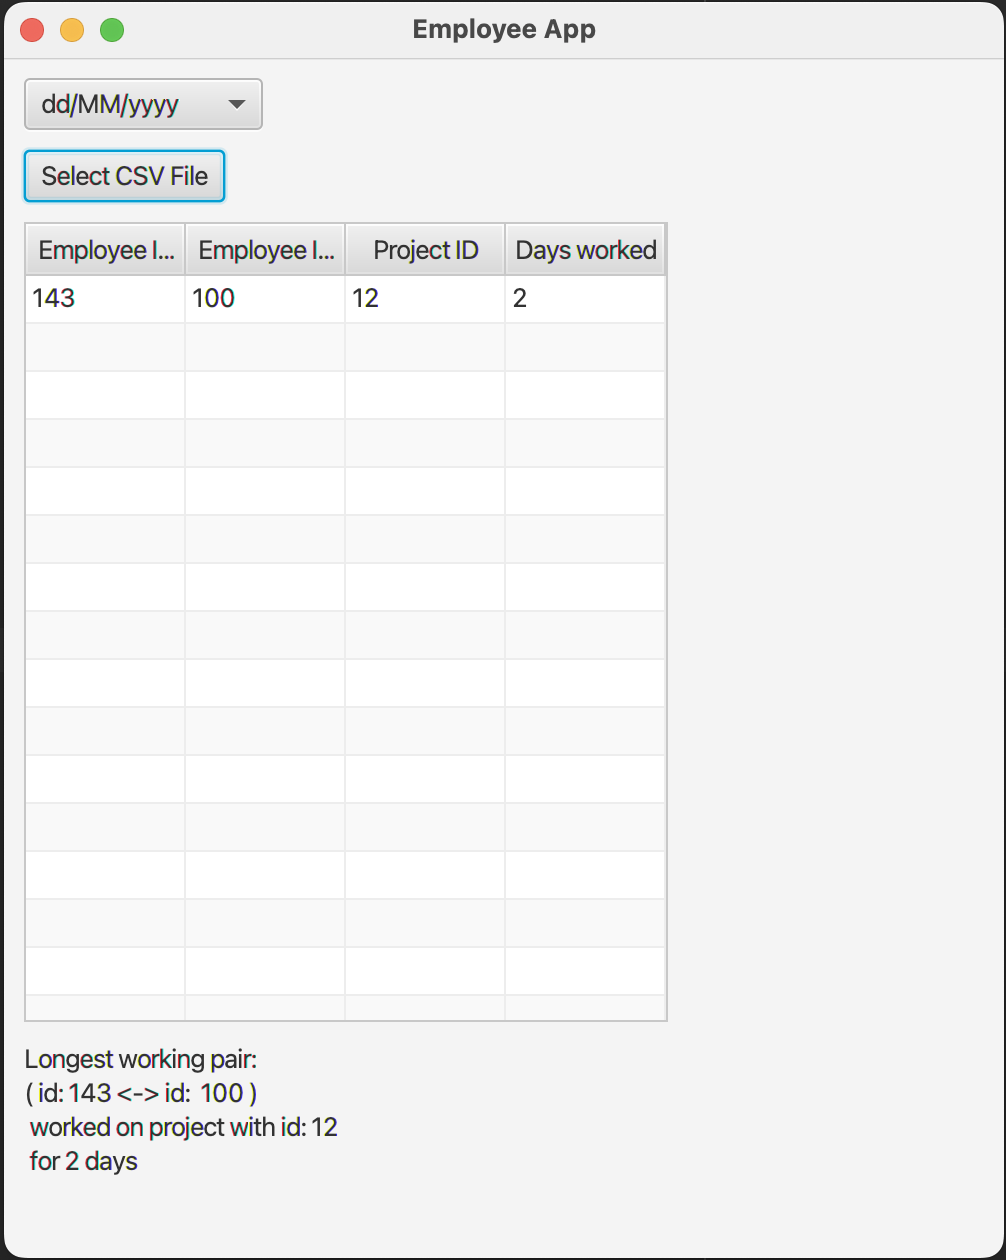 Employee App
dd/MM/yyyy
Select CSV File
Employee I... Employee I... Project ID Days worked
143 100 12 2
Longest working pair:
( id: 143 <-> id:  100 )
worked on project with id: 12
for 2 days